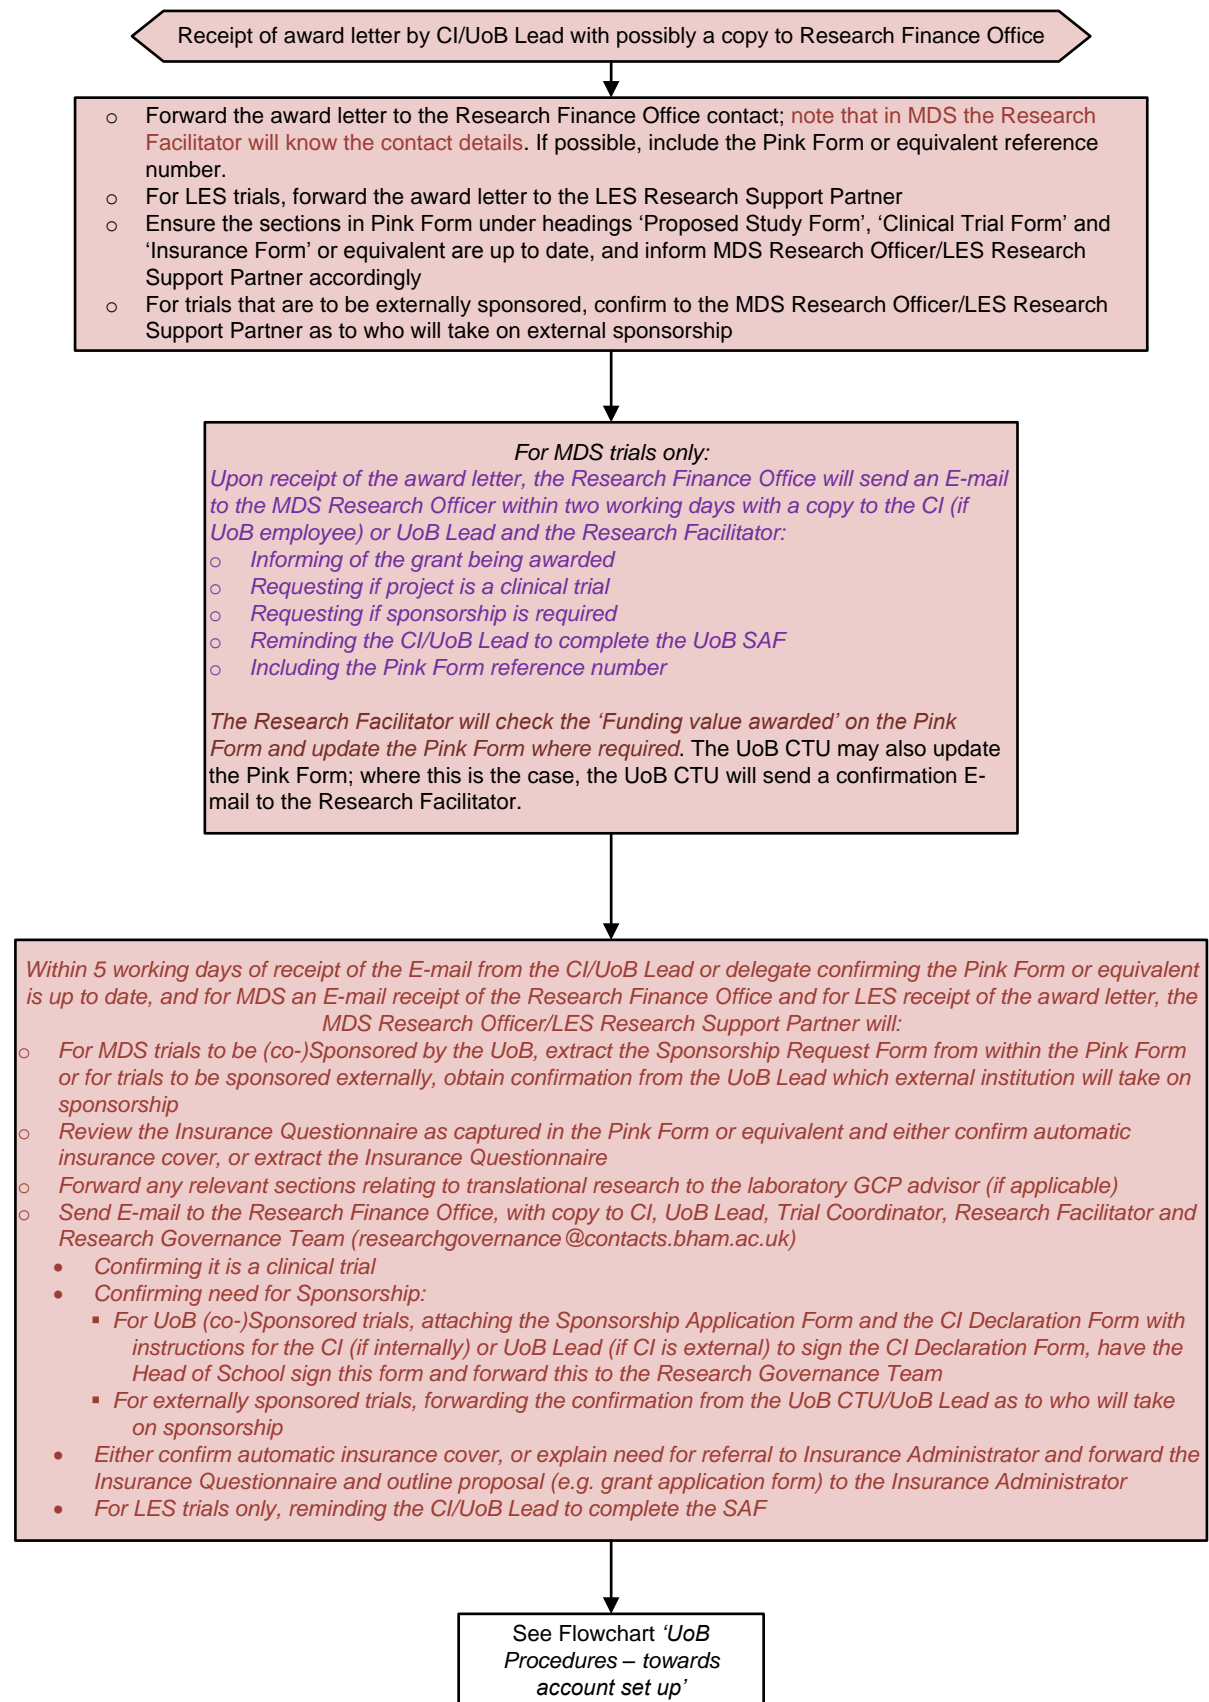 Receipt of award letter by CI/UoB Lead with possibly a copy to Research Finance Office
o Forward the award letter to the Research Finance Office contact; note that in MDS the Research
Facilitator will know the contact details. If possible, include the Pink Form or equivalent reference
number.
o For LES trials, forward the award letter to the LES Research Support Partner
o Ensure the sections in Pink Form under headings ‘Proposed Study Form’, ‘Clinical Trial Form’ and
‘Insurance Form’ or equivalent are up to date, and inform MDS Research Officer/LES Research
Support Partner accordingly
o For trials that are to be externally sponsored, confirm to the MDS Research Officer/LES Research
Support Partner as to who will take on external sponsorship
For MDS trials only:
Upon receipt of the award letter, the Research Finance Office will send an E-mail
to the MDS Research Officer within two working days with a copy to the CI (if
UoB employee) or UoB Lead and the Research Facilitator:
o Informing of the grant being awarded
o Requesting if project is a clinical trial
o Requesting if sponsorship is required
o Reminding the CI/UoB Lead to complete the UoB SAF
o Including the Pink Form reference number
The Research Facilitator will check the ‘Funding value awarded’ on the Pink
Form and update the Pink Form where required. The UoB CTU may also update
the Pink Form; where this is the case, the UoB CTU will send a confirmation E-
mail to the Research Facilitator.
Within 5 working days of receipt of the E-mail from the CI/UoB Lead or delegate confirming the Pink Form or equivalent
is up to date, and for MDS an E-mail receipt of the Research Finance Office and for LES receipt of the award letter, the
MDS Research Officer/LES Research Support Partner will:
o For MDS trials to be (co-)Sponsored by the UoB, extract the Sponsorship Request Form from within the Pink Form
or for trials to be sponsored externally, obtain confirmation from the UoB Lead which external institution will take on
sponsorship
o Review the Insurance Questionnaire as captured in the Pink Form or equivalent and either confirm automatic
insurance cover, or extract the Insurance Questionnaire
o Forward any relevant sections relating to translational research to the laboratory GCP advisor (if applicable)
o Send E-mail to the Research Finance Office, with copy to CI, UoB Lead, Trial Coordinator, Research Facilitator and
Research Governance Team (researchgovernance@contacts.bham.ac.uk)
• Confirming it is a clinical trial
• Confirming need for Sponsorship:
▪ For UoB (co-)Sponsored trials, attaching the Sponsorship Application Form and the CI Declaration Form with
instructions for the CI (if internally) or UoB Lead (if CI is external) to sign the CI Declaration Form, have the
Head of School sign this form and forward this to the Research Governance Team
▪ For externally sponsored trials, forwarding the confirmation from the UoB CTU/UoB Lead as to who will take
on sponsorship
• Either confirm automatic insurance cover, or explain need for referral to Insurance Administrator and forward the
Insurance Questionnaire and outline proposal (e.g. grant application form) to the Insurance Administrator
• For LES trials only, reminding the CI/UoB Lead to complete the SAF
See Flowchart ‘UoB
Procedures – towards
account set up’